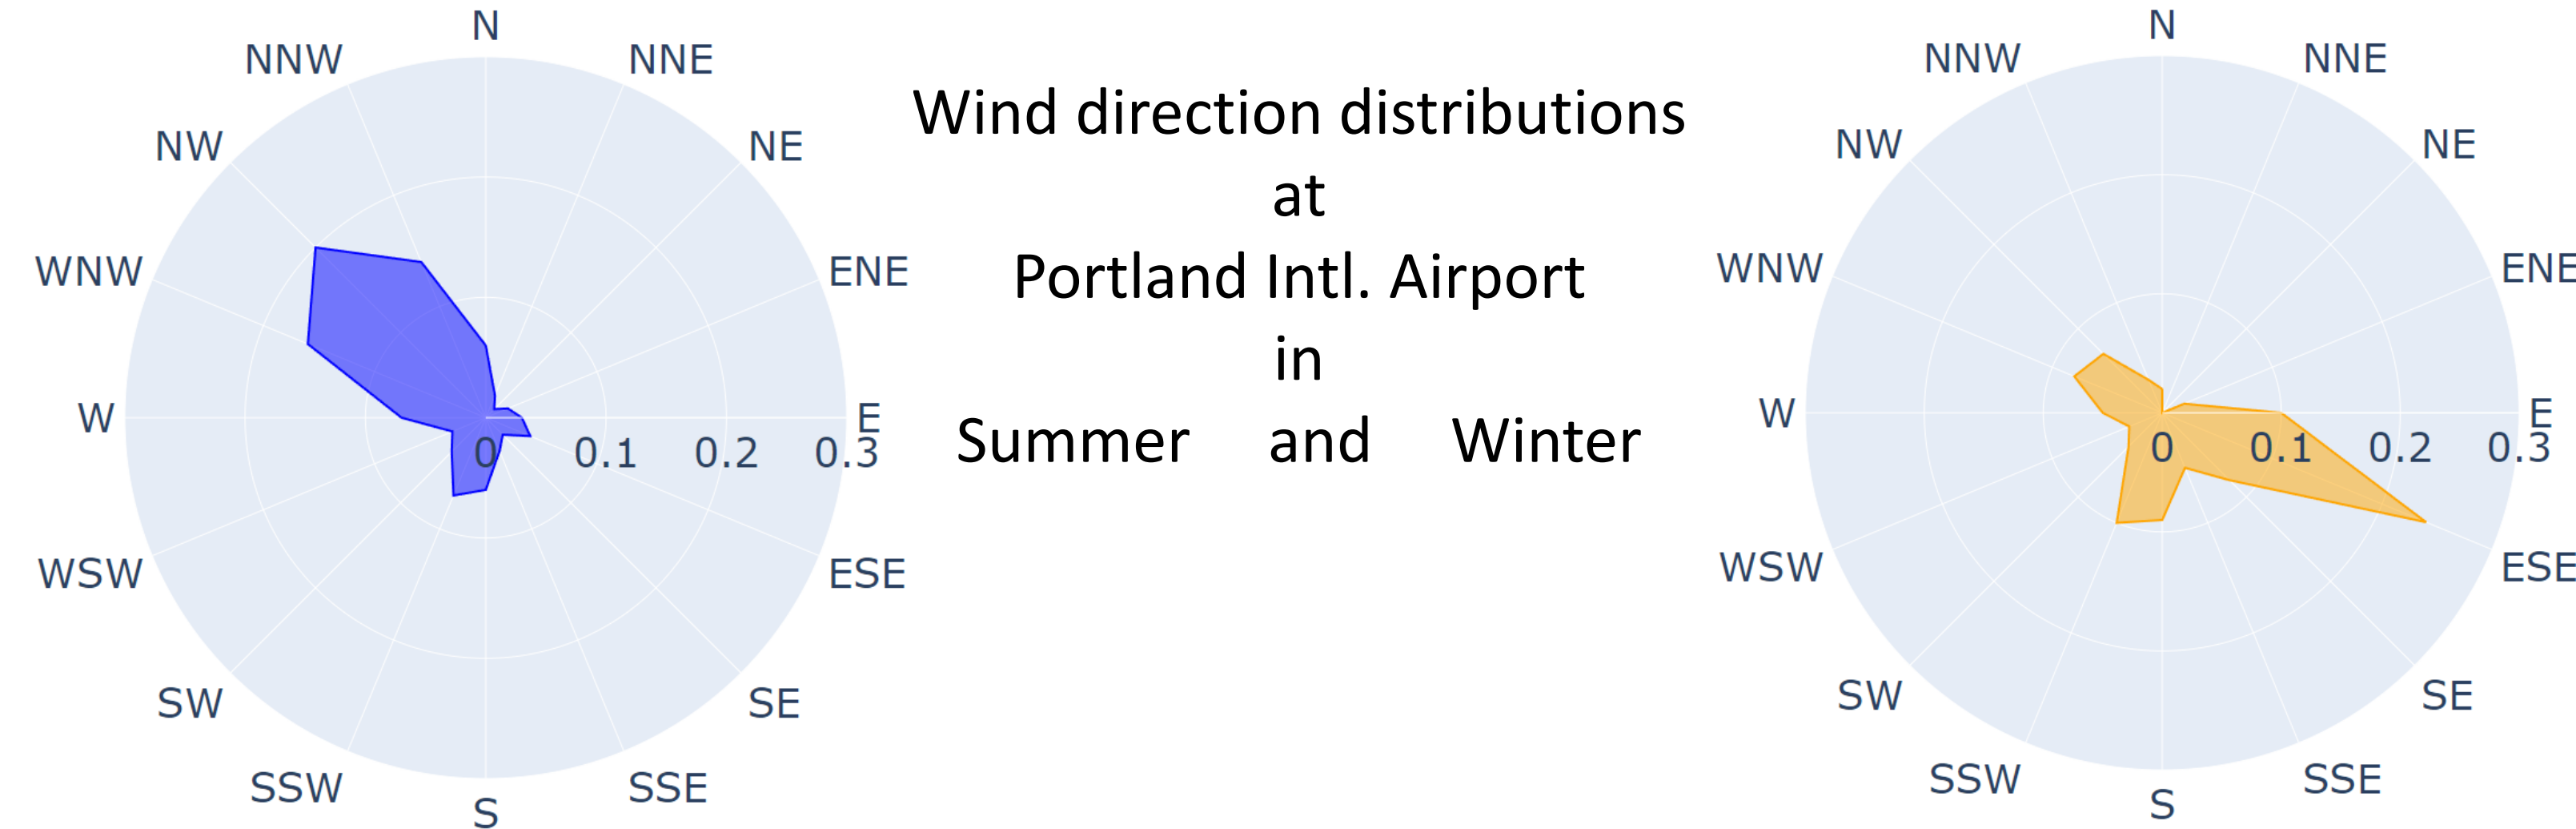 N
NNW
NNE
NW
NE
WNW
ENE
W
E
0
0.1
0.2
0.3
WSW
ESE
SW
SE
SSW
SSE
S
Wind direction distributions
at
Portland Intl. Airport
in
Summer and Winter
N
NNW
NNE
NW
NE
WNW
ENE
W
E
0
0.1
0.2
0.3
WSW
ESE
SW
SE
SSW
SSE
S